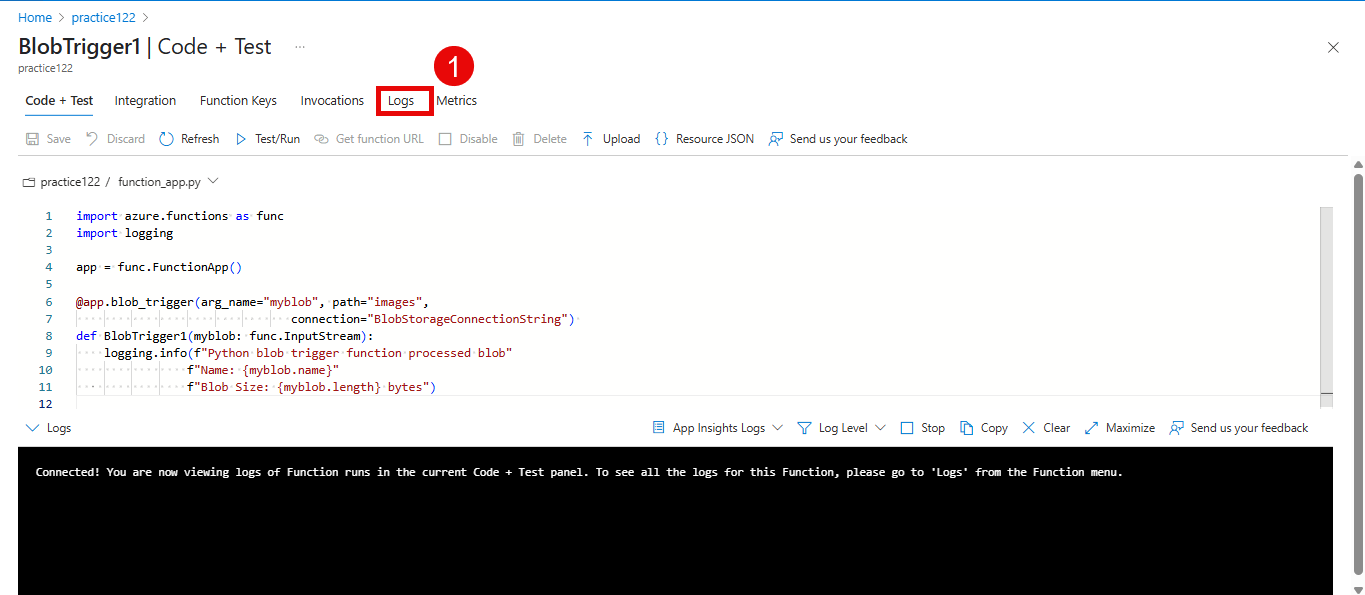 Home > practice122 >
BlobTrigger1 | Code + Test ...
practice122
1
Code + Test Integration Function Keys Invocations Logs Metrics
Save Discard Refresh Test/Run Get function URL Disable Delete Upload {} Resource JSON Send us your feedback
practice122 / function_app.py
1 import azure.functions as func
2 import logging
3
4 app = func.FunctionApp()
5
6 @app.blob_trigger(arg_name="myblob", path="images",
7 connection="BlobStorageConnectionString")
8 def BlobTrigger1(myblob: func.InputStream):
9 logging.info(f"Python blob trigger function processed blob"
10 f"Name: {myblob.name}"
11 f"Blob Size: {myblob.length} bytes")
12
Logs App Insights Logs Log Level Stop Copy Clear Maximize Send us your feedback
Connected! You are now viewing logs of Function runs in the current Code + Test panel. To see all the logs for this Function, please go to 'Logs' from the Function menu.